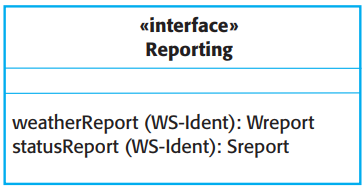 «interface»
Reporting
weatherReport (WS-Ident): Wreport
statusReport (WS-Ident): Sreport